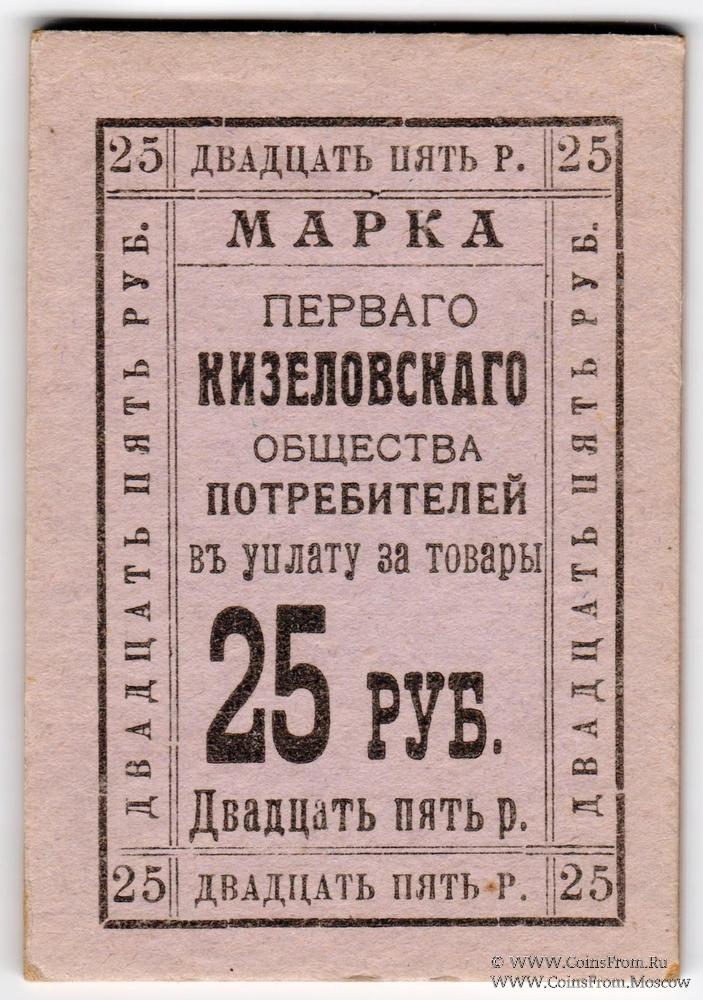 25 ДВАДЦАТЬ ПЯТЬ Р. 25
МАРКА
ПЕРВАГО
КИЗЕЛОВСКАГО
ОБЩЕСТВА
ПОТРЕБИТЕЛЕЙ
въ уплату за товары
25 РУБ.
Двадцать пять р.
25 ДВАДЦАТЬ ПЯТЬ Р. 25
ДВАДЦАТЬ ПЯТЬ РУБ.
ДВАДЦАТЬ ПЯТЬ РУБ.
© WWW.CoinsFrom.Ru
WWW.CoinsFrom.Moscow